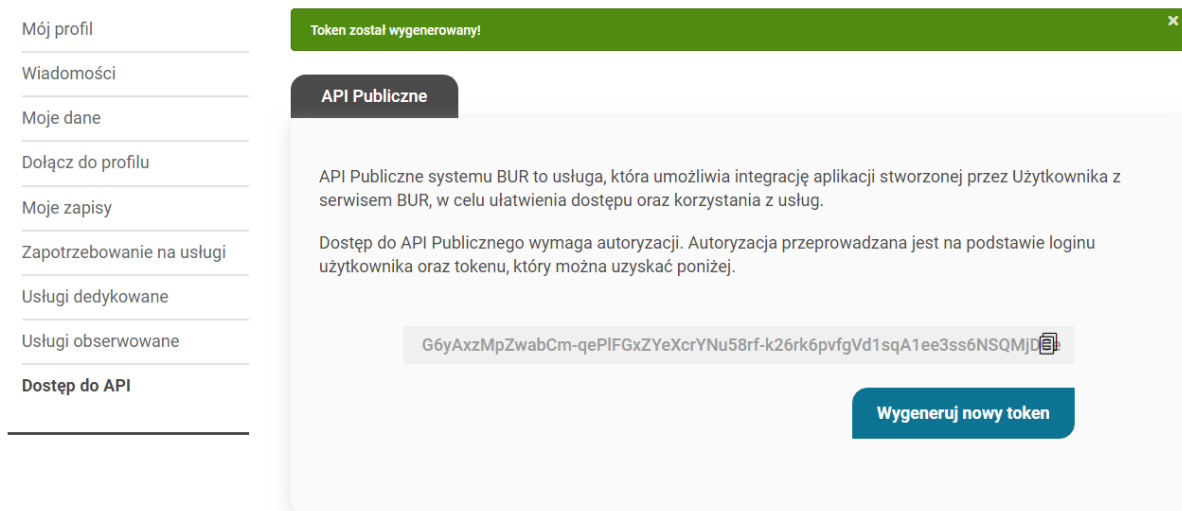 Mój profil
Wiadomości
Moje dane
Dołącz do profilu
Moje zapisy
Zapotrzebowanie na usługi
Usługi dedykowane
Usługi obserwowane
Dostęp do API
Token został wygenerowany!
API Publiczne
API Publiczne systemu BUR to usługa, która umożliwia integrację aplikacji stworzonej przez Użytkownika z
serwisem BUR, w celu ułatwienia dostępu oraz korzystania z usług.
Dostęp do API Publicznego wymaga autoryzacji. Autoryzacja przeprowadzana jest na podstawie loginu
użytkownika oraz tokenu, który można uzyskać poniżej.
Wygeneruj nowy token